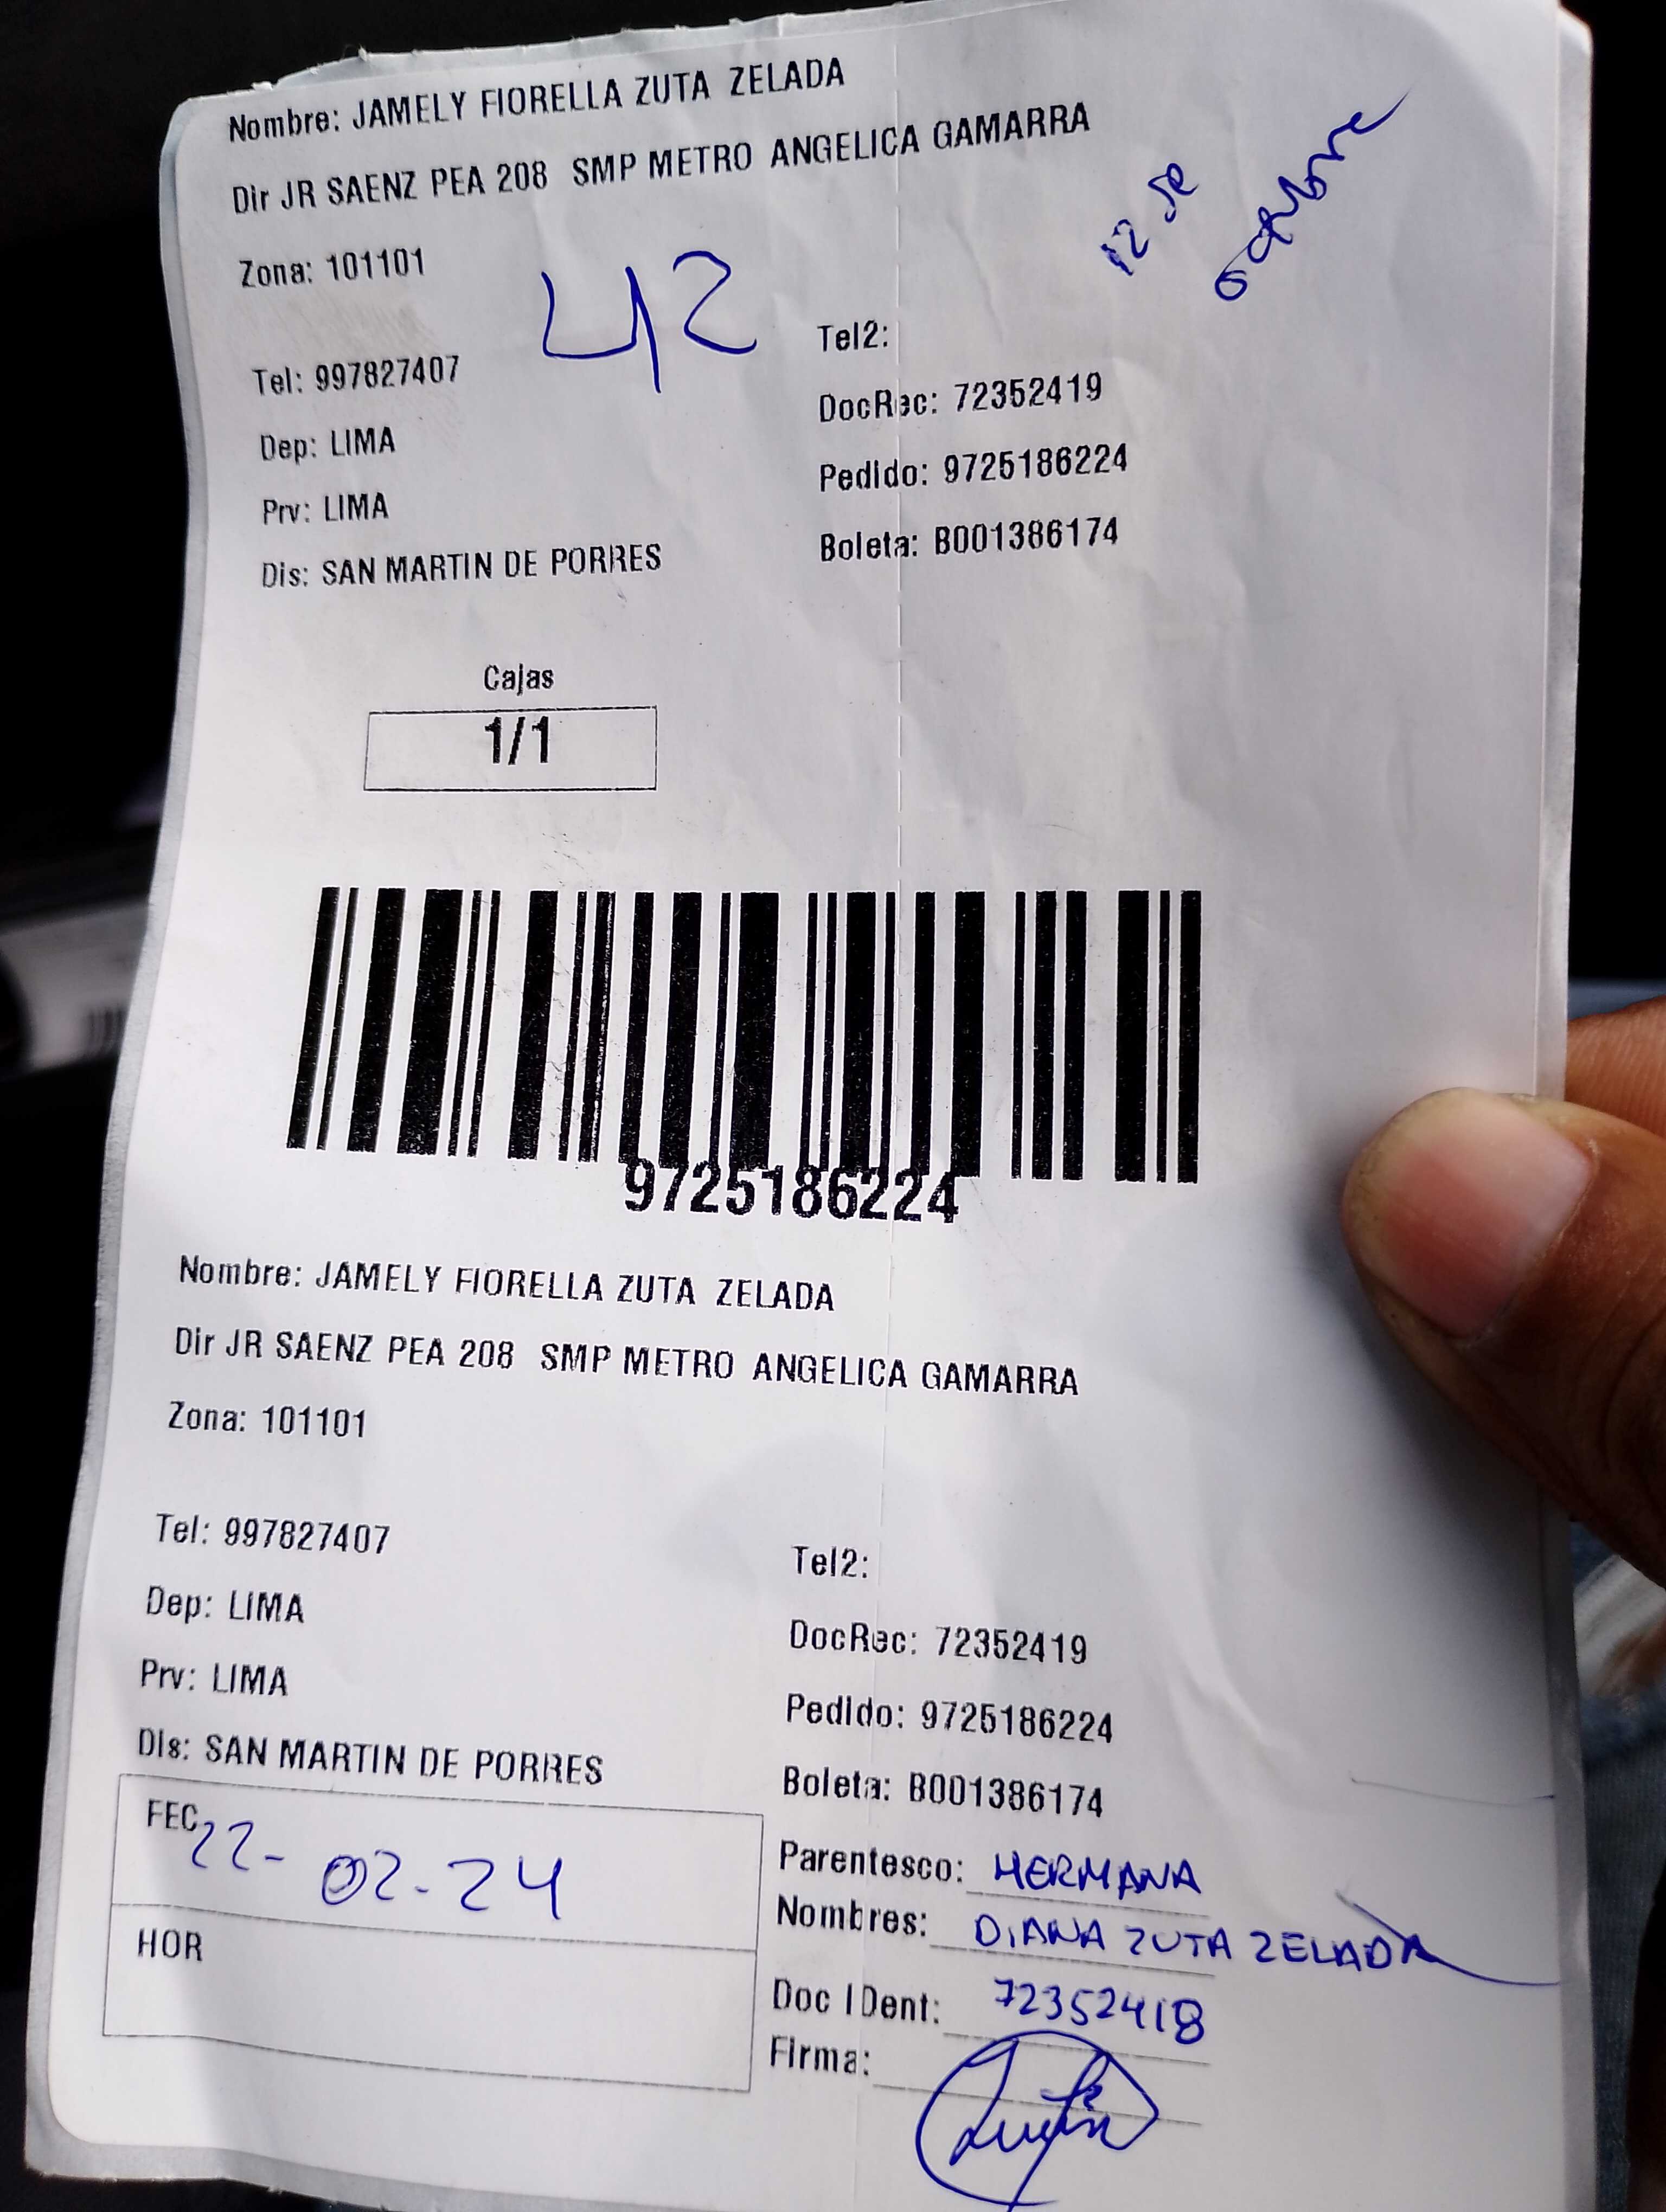 Nombre: JAMELY FIORELLA ZUTA ZELADA
Dir JR SAENZ PEA 208 SMP METRO ANGELICA GAMARRA
12 de
octubre
Zona: 101101
42
Tel: 997827407
Tel2:
Dep: LIMA
DocRec: 72352419
Prv: LIMA
Pedido: 9725186224
Dis: SAN MARTIN DE PORRES
Boleta: B001386174
Cajas
1/1
9725186224
Nombre: JAMELY FIORELLA ZUTA ZELADA
Dir JR SAENZ PEA 208 SMP METRO ANGELICA GAMARRA
Zona: 101101
Tel: 997827407
Tel2:
Dep: LIMA
DocRec: 72352419
Prv: LIMA
Pedido: 9725186224
Dis: SAN MARTIN DE PORRES
Boleta: B001386174
FEC 22-02-24
Parentesco: HERMANA
Nombres: DIANA ZUTA ZELADA
HOR
Doc IDent: 72352418
Firma: